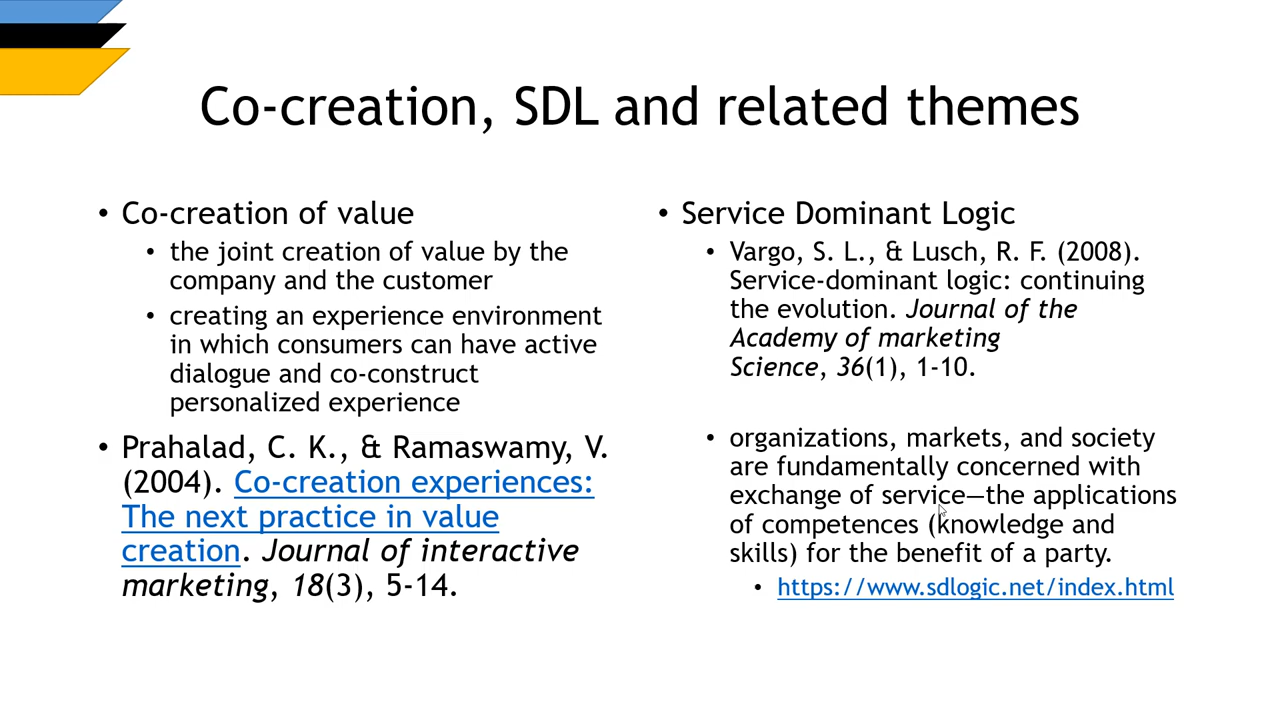 Co-creation, SDL and related themes
• Co-creation of value
• the joint creation of value by the
company and the customer
• creating an experience environment
in which consumers can have active
dialogue and co-construct
personalized experience
• Prahalad, C. K., & Ramaswamy, V.
(2004). Co-creation experiences:
The next practice in value
creation. Journal of interactive
marketing, 18(3), 5-14.
• Service Dominant Logic
• Vargo, S. L., & Lusch, R. F. (2008).
Service-dominant logic: continuing
the evolution. Journal of the
Academy of marketing
Science, 36(1), 1-10.
• organizations, markets, and society
are fundamentally concerned with
exchange of service—the applications
of competences (knowledge and
skills) for the benefit of a party.
• https://www.sdlogic.net/index.html